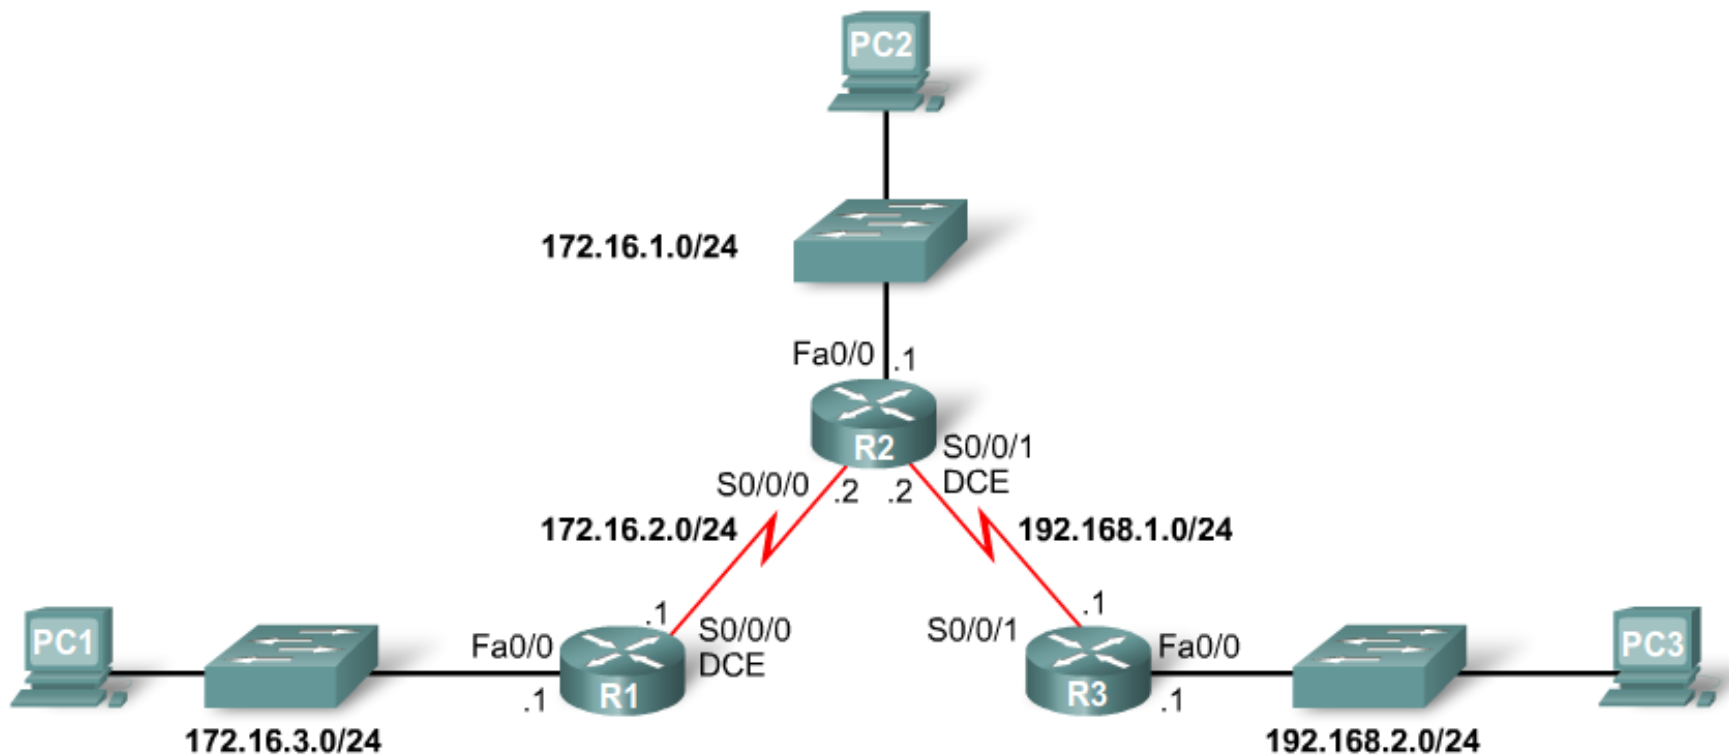 PC2
172.16.1.0/24
Fa0/0
.1
R2
S0/0/1
DCE
S0/0/0
.2
.2
172.16.2.0/24
192.168.1.0/24
PC1
Fa0/0
.1
.1
S0/0/0
DCE
R1
172.16.3.0/24
S0/0/1
.1
Fa0/0
.1
R3
PC3
192.168.2.0/24